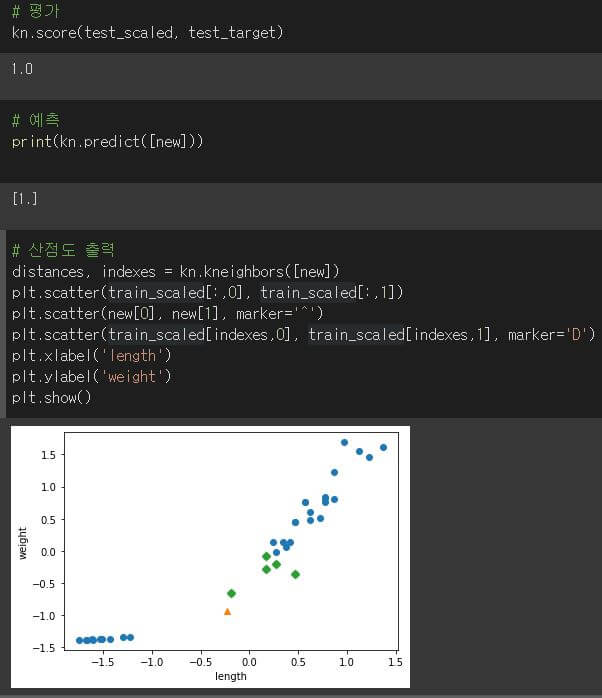 # 평가
kn.score(test_scaled, test_target)
1.0
# 예측
print(kn.predict([new]))
[1.]
# 산점도 출력
distances, indexes = kn.kneighbors([new])
plt.scatter(train_scaled[:,0], train_scaled[:,1])
plt.scatter(new[0], new[1], marker='^')
plt.scatter(train_scaled[indexes,0], train_scaled[indexes,1], marker='D')
plt.xlabel('length')
plt.ylabel('weight')
plt.show()
1.5
1.0
0.5
0.0
−0.5
−1.0
−1.5
weight
−1.5 −1.0 −0.5 0.0 0.5 1.0 1.5
length